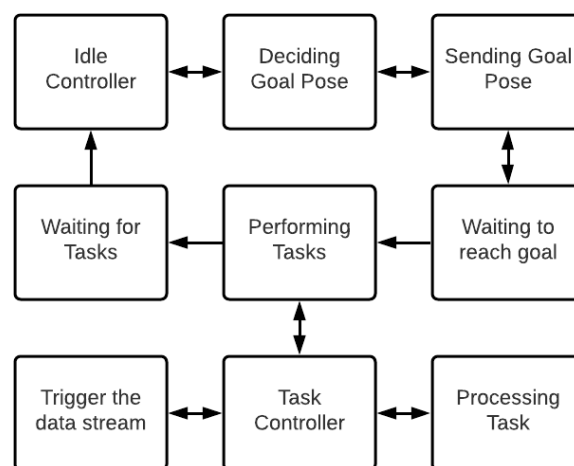 Idle
Controller
Deciding
Goal Pose
Sending Goal
Pose
Waiting for
Tasks
Performing
Tasks
Waiting to
reach goal
Trigger the
data stream
Task
Controller
Processing
Task